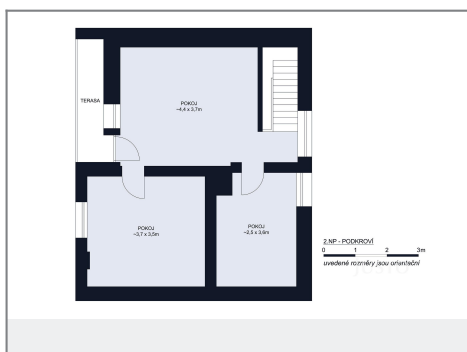 TERASA
POKOJ
~4,4 x 3,7m
POKOJ
~3,7 x 3,5m
POKOJ
~2,5 x 3,6m
2.NP - PODKROVÍ
0 1 2 3m
uvedené rozměry jsou orientační